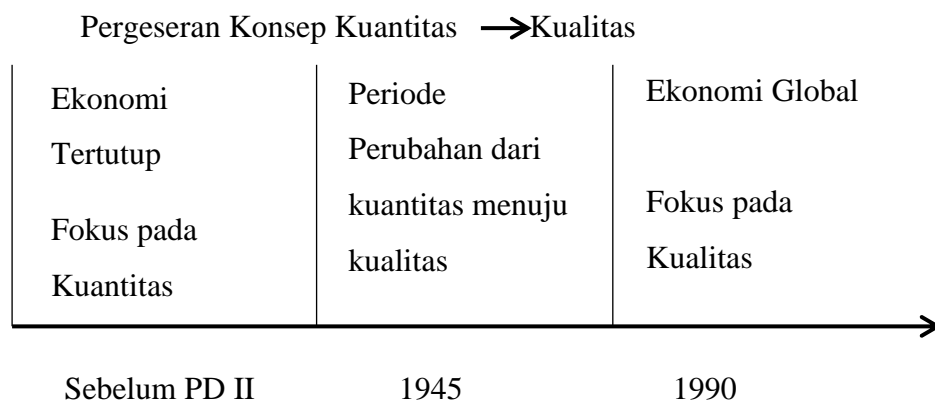 Pergeseran Konsep Kuantitas → Kualitas
Ekonomi
Tertutup
Fokus pada
Kuantitas
Periode
Perubahan dari
kuantitas menuju
kualitas
Ekonomi Global
Fokus pada
Kualitas
Sebelum PD II
1945
1990